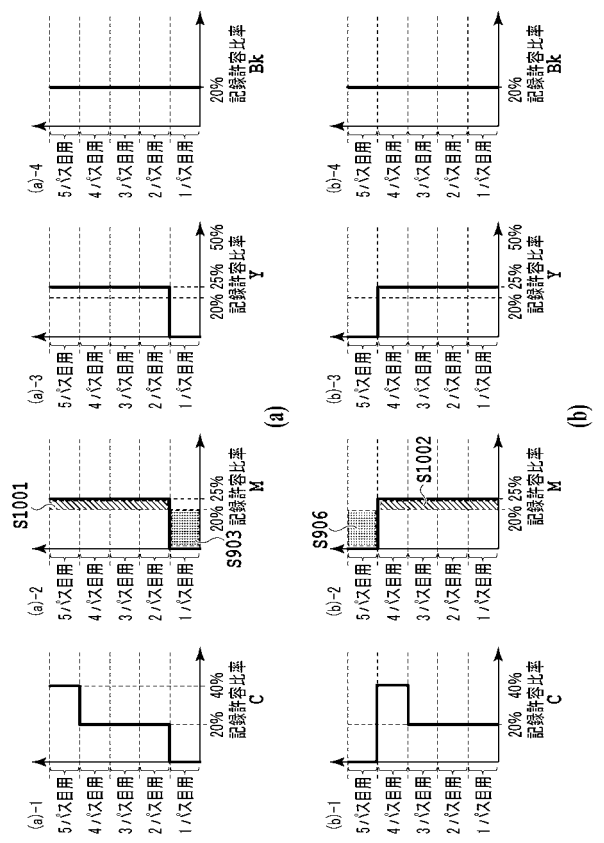 (a)-1
5パス目用
4パス目用
3パス目用
2パス目用
1パス目用
20% 40%
記録許容比率
C
(a)-2
5パス目用
4パス目用
3パス目用
2パス目用
1パス目用
S1001
S903
20% 25%
記録許容比率
M
(a)-3
5パス目用
4パス目用
3パス目用
2パス目用
1パス目用
20% 25% 50%
記録許容比率
Y
(a)-4
5パス目用
4パス目用
3パス目用
2パス目用
1パス目用
20%
記録許容比率
Bk
(a)
(b)-1
5パス目用
4パス目用
3パス目用
2パス目用
1パス目用
20% 40%
記録許容比率
C
(b)-2
5パス目用
4パス目用
3パス目用
2パス目用
1パス目用
S906
S1002
20% 25%
記録許容比率
M
(b)-3
5パス目用
4パス目用
3パス目用
2パス目用
1パス目用
20% 25% 50%
記録許容比率
Y
(b)-4
5パス目用
4パス目用
3パス目用
2パス目用
1パス目用
20%
記録許容比率
Bk
(b)